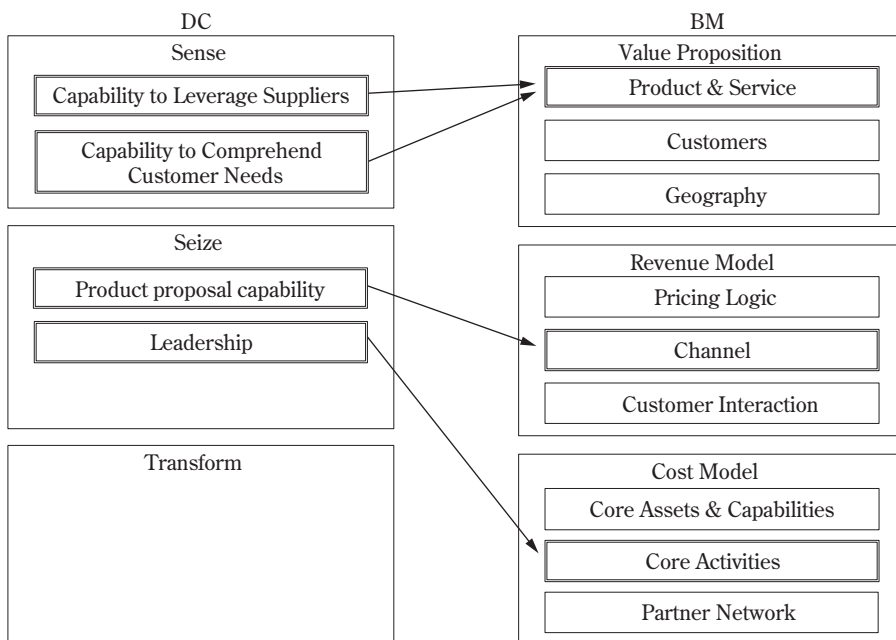 DC
Sense
Capability to Leverage Suppliers
Capability to Comprehend
Customer Needs
Seize
Product proposal capability
Leadership
Transform
BM
Value Proposition
Product & Service
Customers
Geography
Revenue Model
Pricing Logic
Channel
Customer Interaction
Cost Model
Core Assets & Capabilities
Core Activities
Partner Network